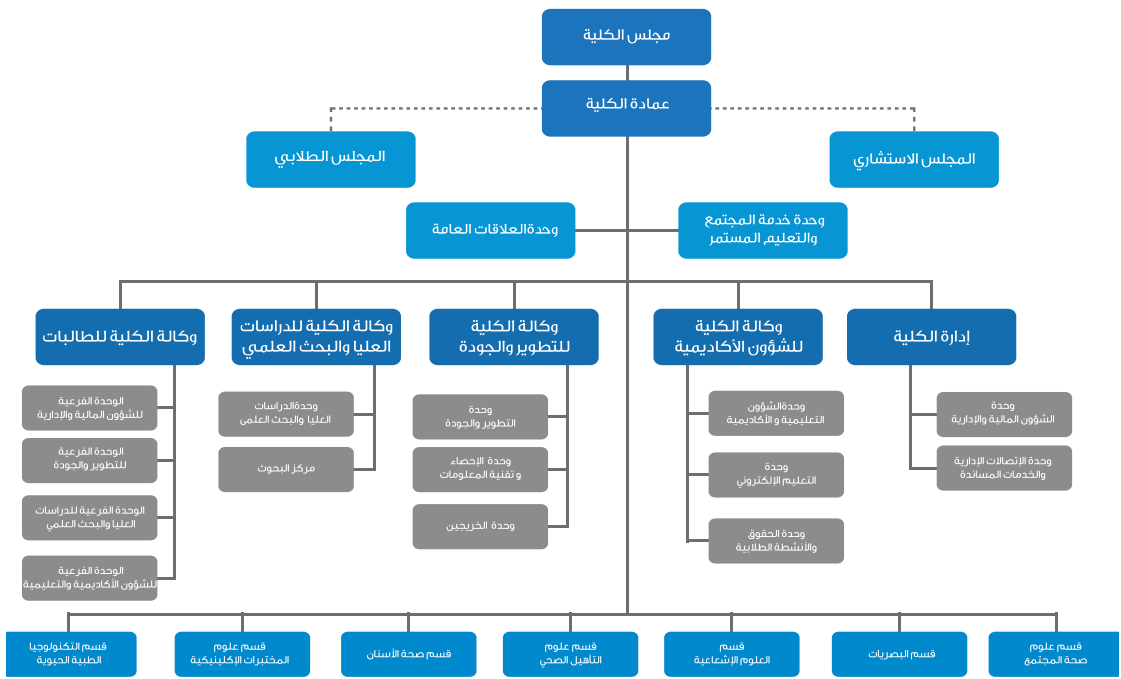 مجلس الكلية
عمادة الكلية
المجلس الاستشاري
المجلس الطلابي
وحدة خدمة المجتمع
والتعليم المستمر
وحدةالعلاقات العامة
إدارة الكلية
وكالة الكلية
للشؤون الأكاديمية
وكالة الكلية
للتطوير والجودة
وكالة الكلية للدراسات
العليا والبحث العلمي
وكالة الكلية للطالبات
وحدة
الشؤون المالية والإدارية
وحدة الإتصالات الإدارية
والخدمات المساندة
وحدةالشؤون
التعليمية و الأكاديمية
وحدة
التعليم الإلكتروني
وحدة الحقوق
والأنشطة الطلابية
وحدة
التطوير والجودة
وحدة الإحصاء
و تقنية المعلومات
وحدة الخريجين
وحدةالدراسات
العليا والبحث العلمى
مركز البحوث
الوحدة الفرعية
للشؤون المالية والإدارية
الوحدة الفرعية
للتطوير والجودة
الوحدة الفرعية للدراسات
العليا والبحث العلمي
الوحدة الفرعية
للشؤون الأكاديمية والتعليمية
قسم علوم
صحة المجتمع
قسم البصريات
قسم
العلوم الإشعاعية
قسم علوم
التأهيل الصحي
قسم صحة الأسنان
قسم علوم
المختبرات الإكلينيكية
قسم التكنولوجيا
الطبية الحيوية